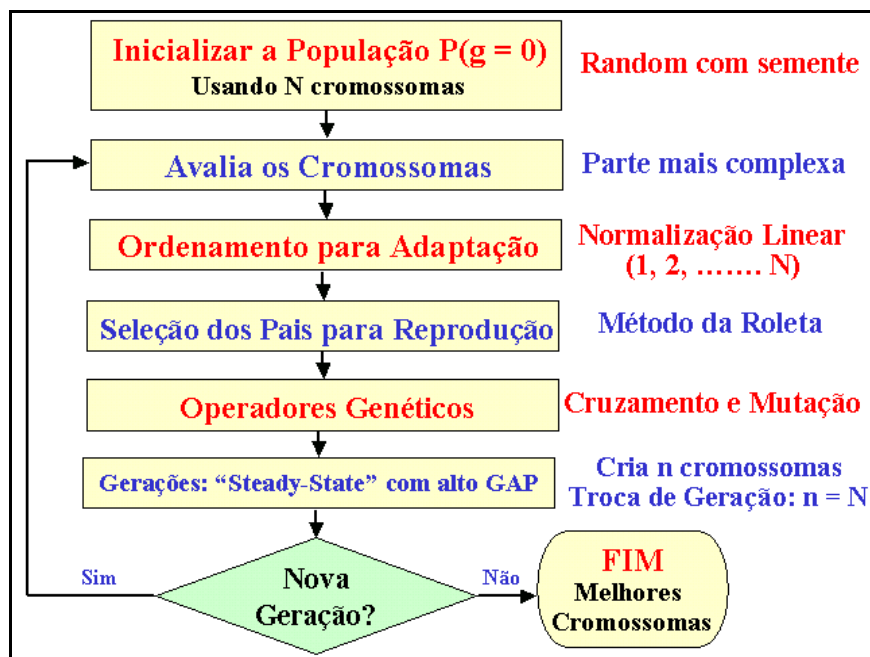 Inicializar a População P(g = 0)
Usando N cromossomas
Random com semente
Avalia os Cromossomas
Parte mais complexa
Ordenamento para Adaptação
Normalização Linear
(1, 2, ……. N)
Seleção dos Pais para Reprodução
Método da Roleta
Operadores Genéticos
Cruzamento e Mutação
Gerações: “Steady-State” com alto GAP
Cria n cromossomas
Troca de Geração: n = N
Sim
Nova
Geração?
Não
FIM
Melhores
Cromossomas